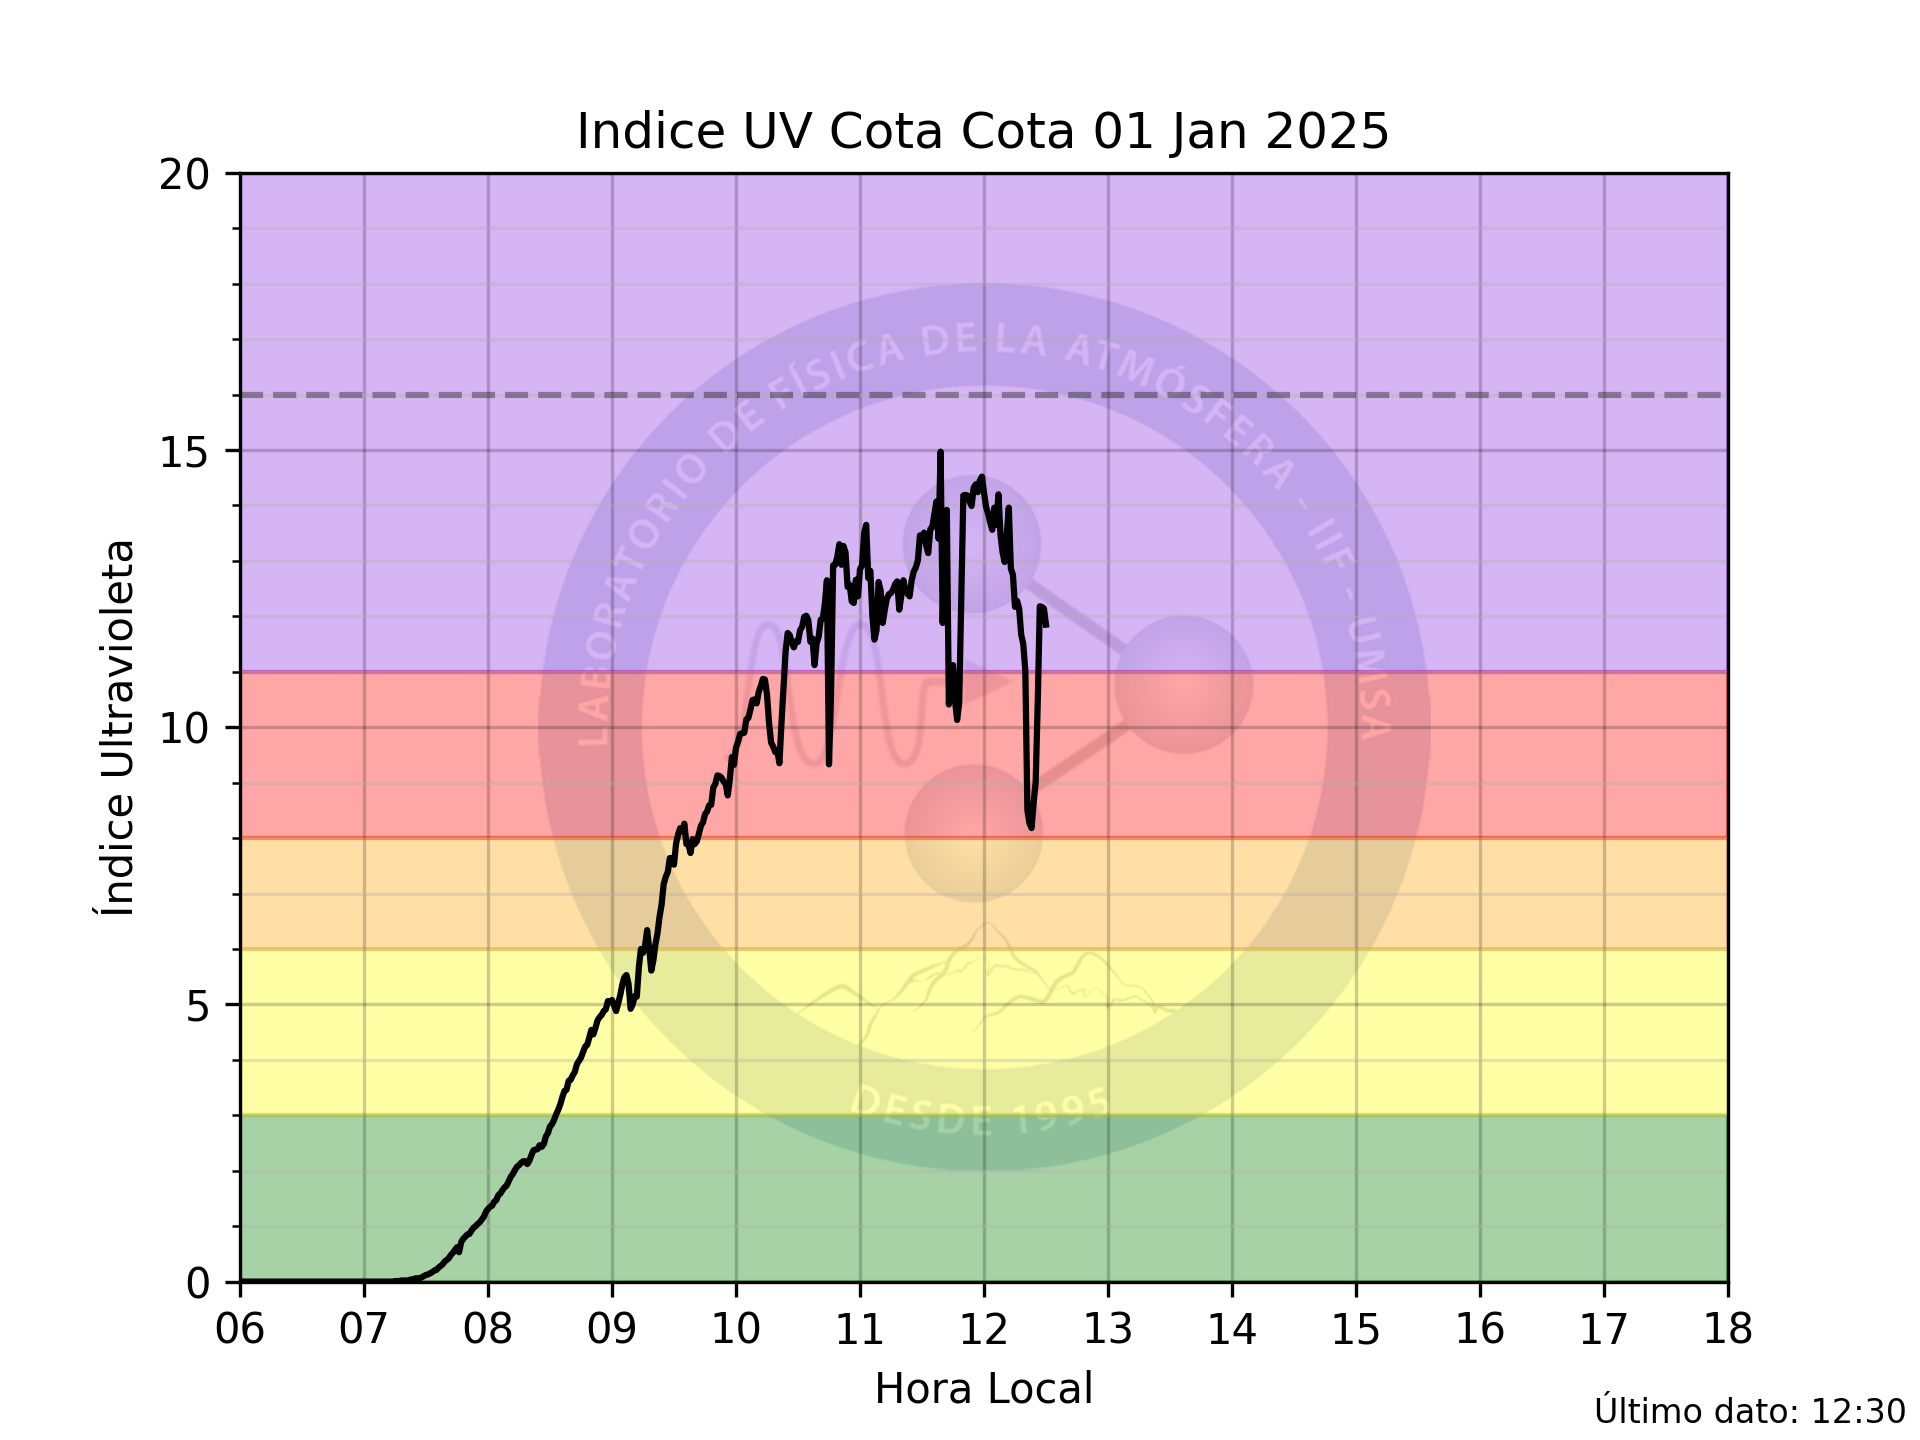 Indice UV Cota Cota 01 Jan 2025
Índice Ultravioleta
20
15
10
5
0
LABORATORIO DE FÍSICA DE LA ATMÓSFERA - IIF - UMSA
DESDE 1995
06 07 08 09 10 11 12 13 14 15 16 17 18
Hora Local
Último dato: 12:30